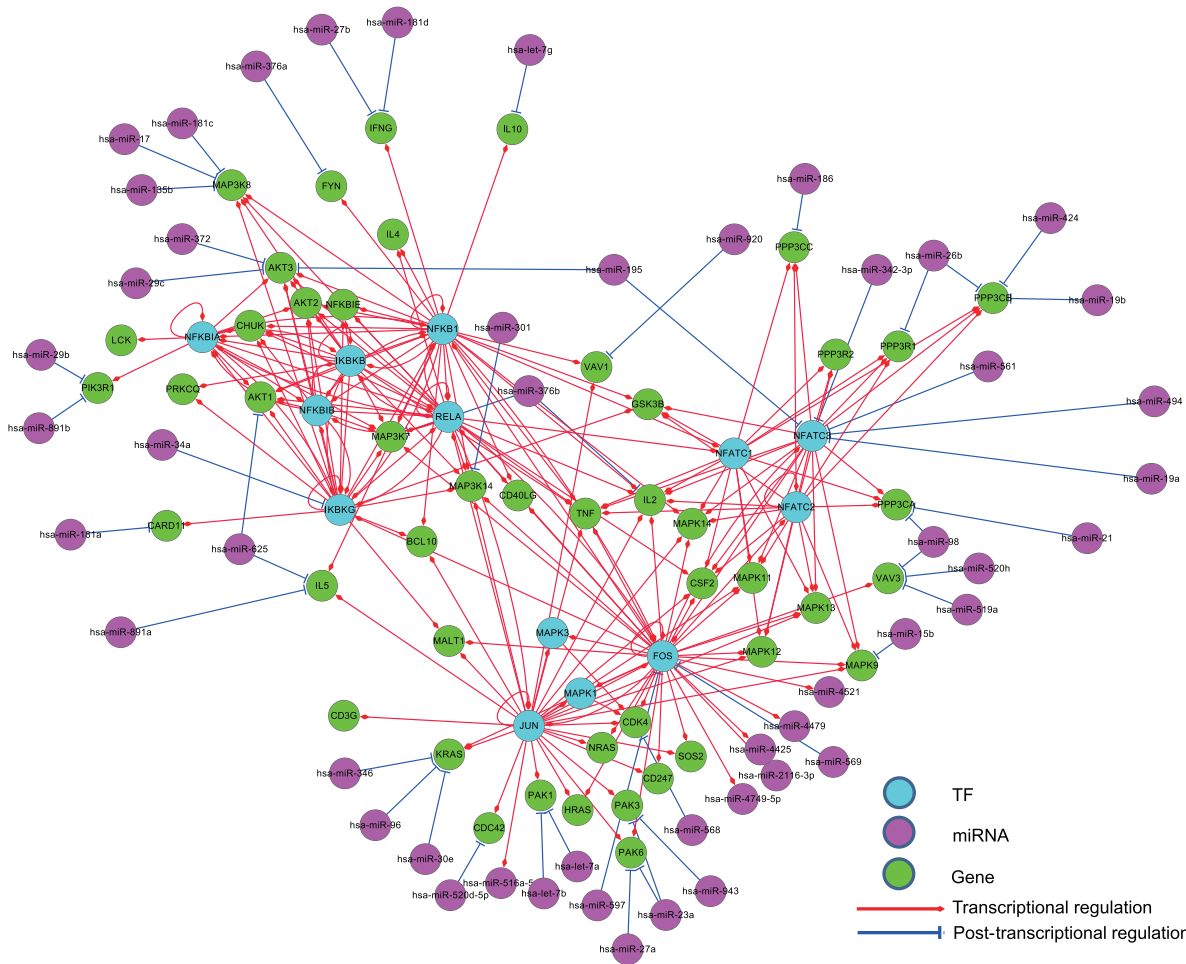 hsa-miR-181d
hsa-miR-27b
hsa-let-7g
hsa-miR-376a
hsa-miR-181c
IFNG
IL10
hsa-miR-17
hsa-miR-186
hsa-miR-135b
MAP3K8
FYN
hsa-miR-424
IL4
hsa-miR-372
hsa-miR-920
PPP3CC
hsa-miR-26b
AKT3
hsa-miR-195
hsa-miR-342-3p
hsa-miR-29c
PPP3CB
hsa-miR-19b
AKT2
NFKBIE
CHUK
NFKB1
hsa-miR-301
LCK
NFKBIA
PPP3R1
hsa-miR-29b
IKBKB
PPP3R2
VAV1
hsa-miR-561
PIK3R1
PRKCQ
AKT1
hsa-miR-376b
hsa-miR-494
NFKBIB
RELA
GSK3B
hsa-miR-891b
MAP3K7
NFATC3
hsa-miR-34a
NFATC1
hsa-miR-19a
MAP3K14
CD40LG
IL2
IKBKG
TNF
NFATC2
PPP3CA
MAPK14
hsa-miR-181a
CARD11
hsa-miR-21
BCL10
hsa-miR-625
hsa-miR-98
IL5
CSF2
MAPK11
VAV3
hsa-miR-520h
MAPK13
hsa-miR-519a
hsa-miR-891a
MALT1
MAPK3
hsa-miR-15b
FOS
MAPK12
MAPK9
MAPK1
hsa-miR-4521
CD3G
JUN
CDK4
hsa-miR-4479
NRAS
hsa-miR-4425
KRAS
SOS2
hsa-miR-569
hsa-miR-346
CD247
hsa-miR-2116-3p
PAK1
HRAS
PAK3
hsa-miR-4749-5p
TF
hsa-miR-96
CDC42
hsa-miR-568
miRNA
hsa-miR-30e
PAK6
hsa-let-7a
Gene
hsa-miR-516a-5
hsa-miR-520d-5p
hsa-let-7b
hsa-miR-943
hsa-miR-597
hsa-miR-23a
Transcriptional regulation
Post-transcriptional regulation
hsa-miR-27a